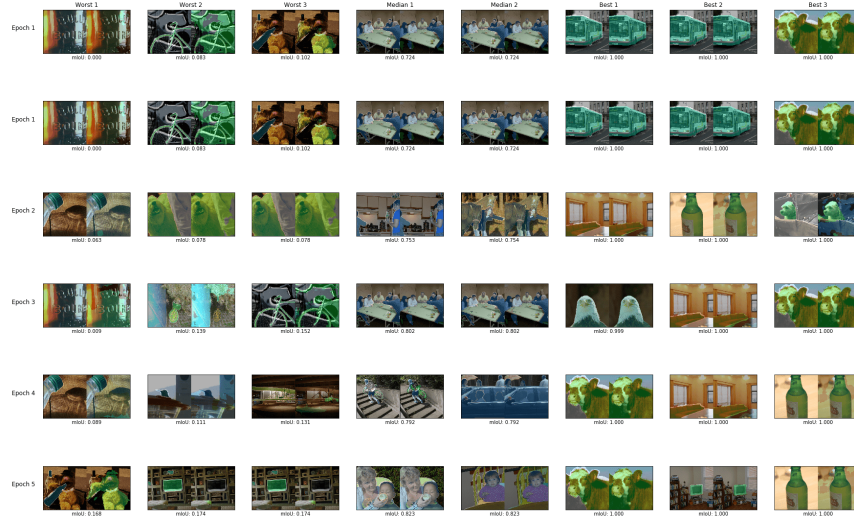 Worst 1 Worst 2 Worst 3 Median 1 Median 2 Best 1 Best 2 Best 3
Epoch 1
mIoU: 0.000 mIoU: 0.083 mIoU: 0.102 mIoU: 0.724 mIoU: 0.724 mIoU: 1.000 mIoU: 1.000 mIoU: 1.000
Epoch 1
mIoU: 0.000 mIoU: 0.083 mIoU: 0.102 mIoU: 0.724 mIoU: 0.724 mIoU: 1.000 mIoU: 1.000 mIoU: 1.000
Epoch 2
mIoU: 0.063 mIoU: 0.078 mIoU: 0.078 mIoU: 0.753 mIoU: 0.754 mIoU: 1.000 mIoU: 1.000 mIoU: 1.000
Epoch 3
mIoU: 0.009 mIoU: 0.139 mIoU: 0.152 mIoU: 0.802 mIoU: 0.802 mIoU: 0.999 mIoU: 1.000 mIoU: 1.000
Epoch 4
mIoU: 0.089 mIoU: 0.111 mIoU: 0.131 mIoU: 0.792 mIoU: 0.792 mIoU: 1.000 mIoU: 1.000 mIoU: 1.000
Epoch 5
mIoU: 0.168 mIoU: 0.174 mIoU: 0.174 mIoU: 0.823 mIoU: 0.823 mIoU: 1.000 mIoU: 1.000 mIoU: 1.000